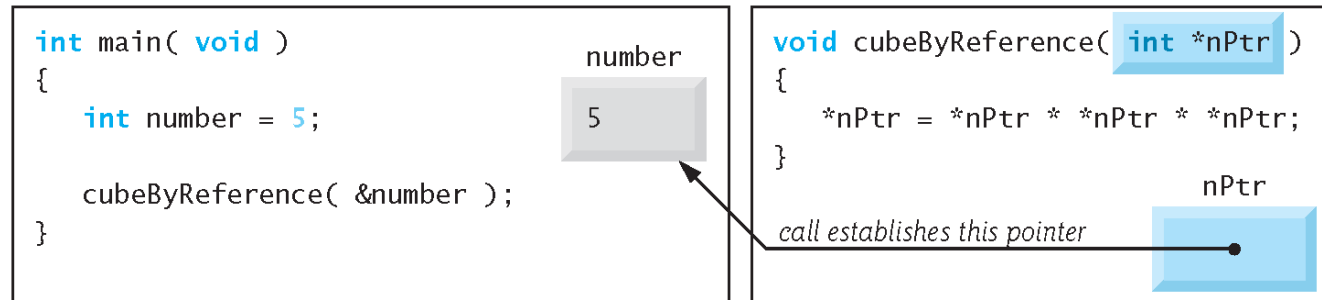 int main( void )
{
int number = 5;
cubeByReference( &number );
}
number
5
void cubeByReference( int *nPtr )
{
*nPtr = *nPtr * *nPtr * *nPtr;
}
nPtr
call establishes this pointer